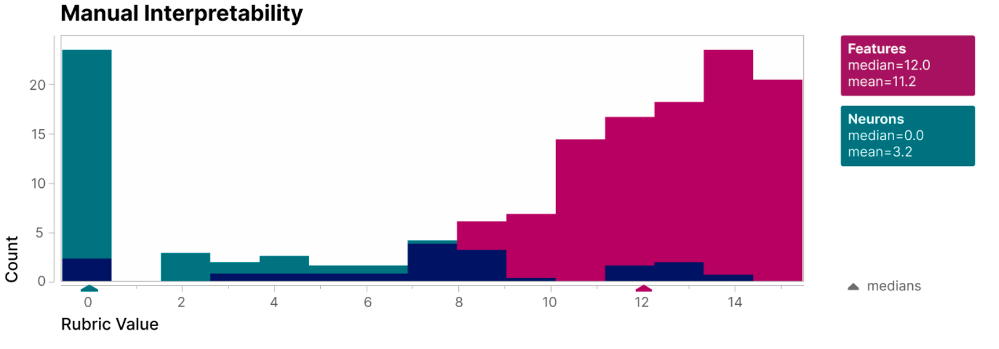 Manual Interpretability
Features
median=12.0
mean=11.2
Neurons
median=0.0
mean=3.2
20
15
10
5
0
Count
0 2 4 6 8 10 12 14
medians
Rubric Value